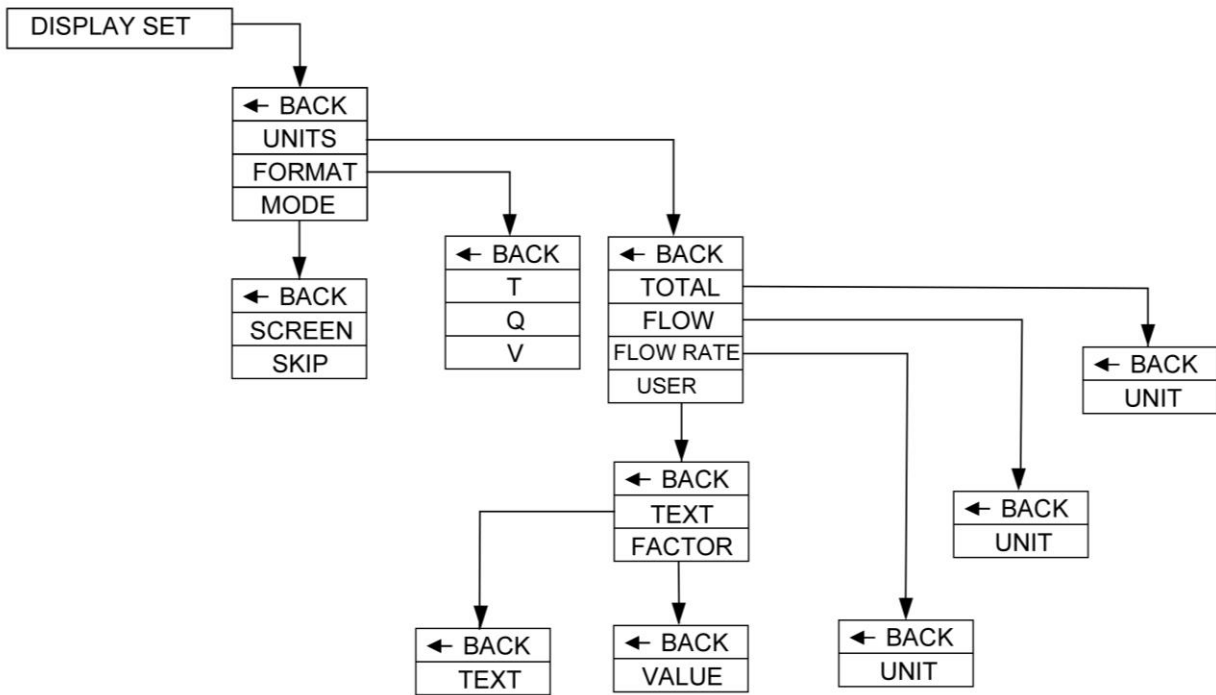 DISPLAY SET
← BACK
UNITS
FORMAT
MODE
← BACK
SCREEN
SKIP
← BACK
T
Q
V
← BACK
TOTAL
FLOW
FLOW RATE
USER
← BACK
UNIT
← BACK
UNIT
← BACK
UNIT
← BACK
TEXT
FACTOR
← BACK
TEXT
← BACK
VALUE